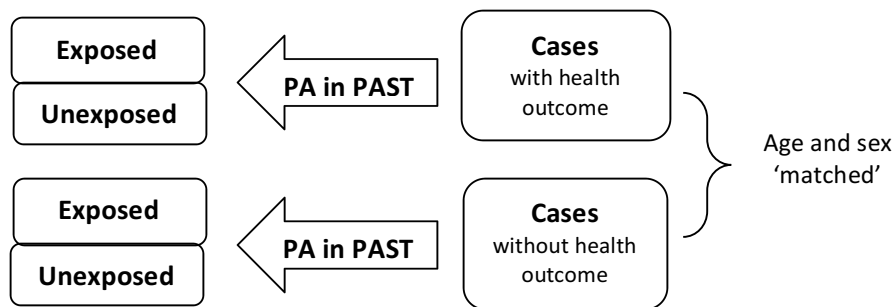 Exposed
Unexposed
PA in PAST
Cases
with health
outcome
Exposed
Unexposed
PA in PAST
Cases
without health
outcome
Age and sex
‘matched’